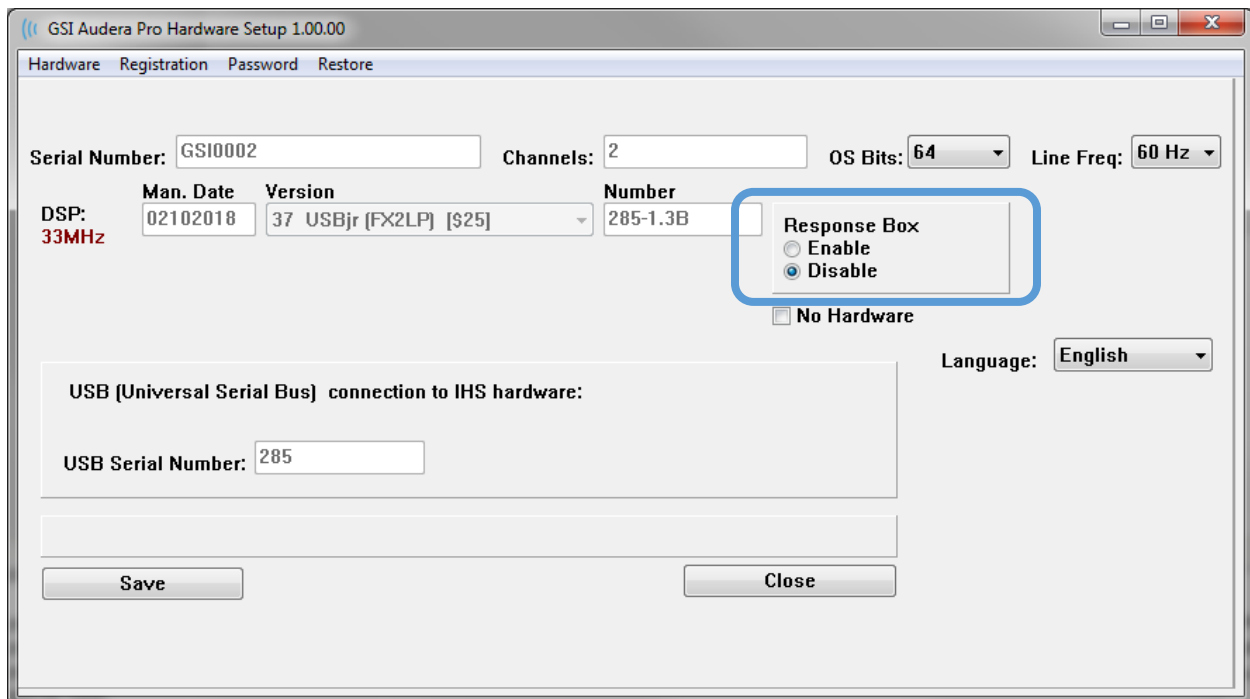 GSI Audera Pro Hardware Setup 1.00.00
Hardware Registration Password Restore
Serial Number: GSI0002 Channels: 2 OS Bits: 64 Line Freq: 60 Hz
Man. Date Version Number
DSP: 02102018 37 USBjr (FX2LP) [$25] 285-1.3B
33MHz
Response Box
Enable
Disable
No Hardware
Language: English
USB (Universal Serial Bus) connection to IHS hardware:
USB Serial Number: 285
Save Close